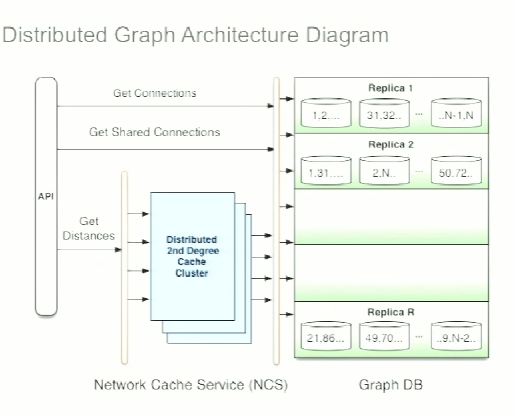 Distributed Graph Architecture Diagram
Get Connections
Get Shared Connections
API
Get
Distances
Distributed
2nd Degree
Cache
Cluster
Replica 1
1.2....
31.32..
...
..N-1.N
Replica 2
1.31....
2.N..
...
50.72..
Replica R
21.86...
49.70...
...
..9.N-2..
Network Cache Service (NCS)
Graph DB